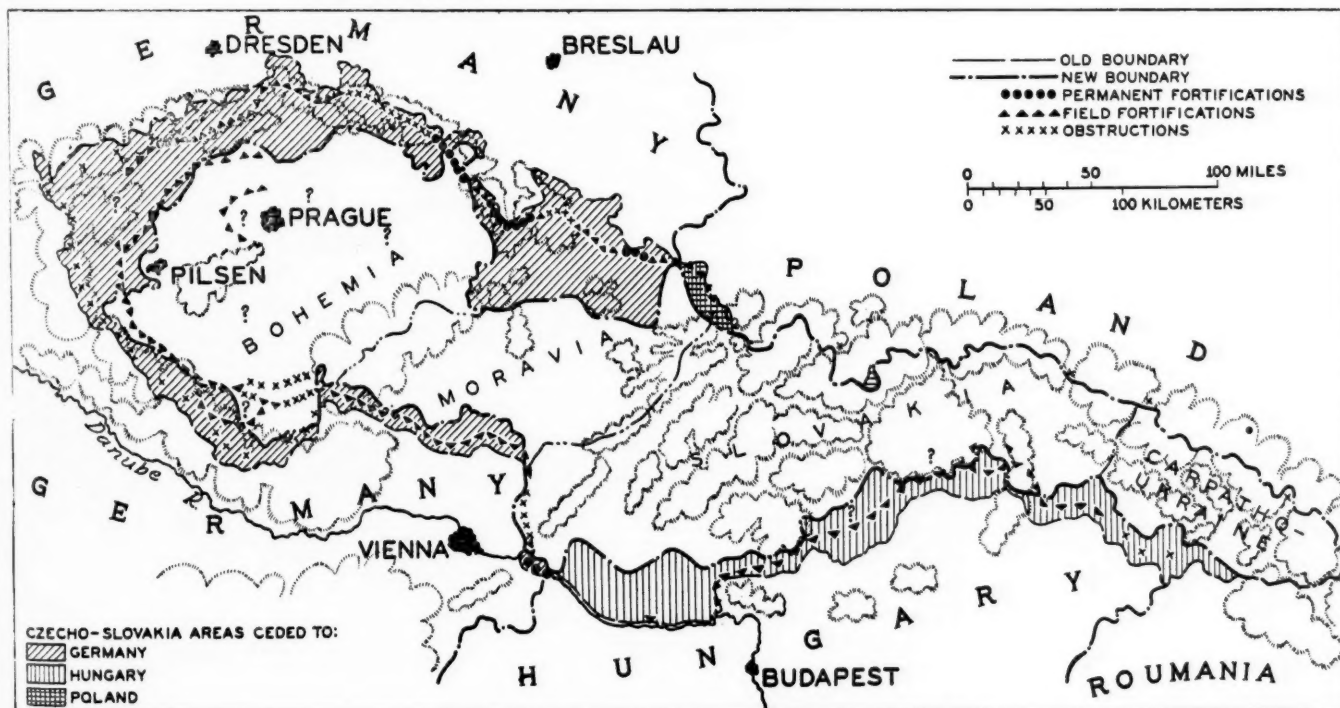 GERMANY
DRESDEN
BRESLAU
OLD BOUNDARY
NEW BOUNDARY
PERMANENT FORTIFICATIONS
FIELD FORTIFICATIONS
OBSTRUCTIONS
0 50 100 MILES
0 50 100 KILOMETERS
? ? ?
PRAGUE
?
PILSEN
?
BOHEMIA
?
MORAVIA
POLAND
SLOVAKIA
?
?
CARPATHO-
UKRAINE
Danube R.
GERMANY
VIENNA
HUNGARY
BUDAPEST
ROUMANIA
CZECHO-SLOVAKIA AREAS CEDED TO:
GERMANY
HUNGARY
POLAND